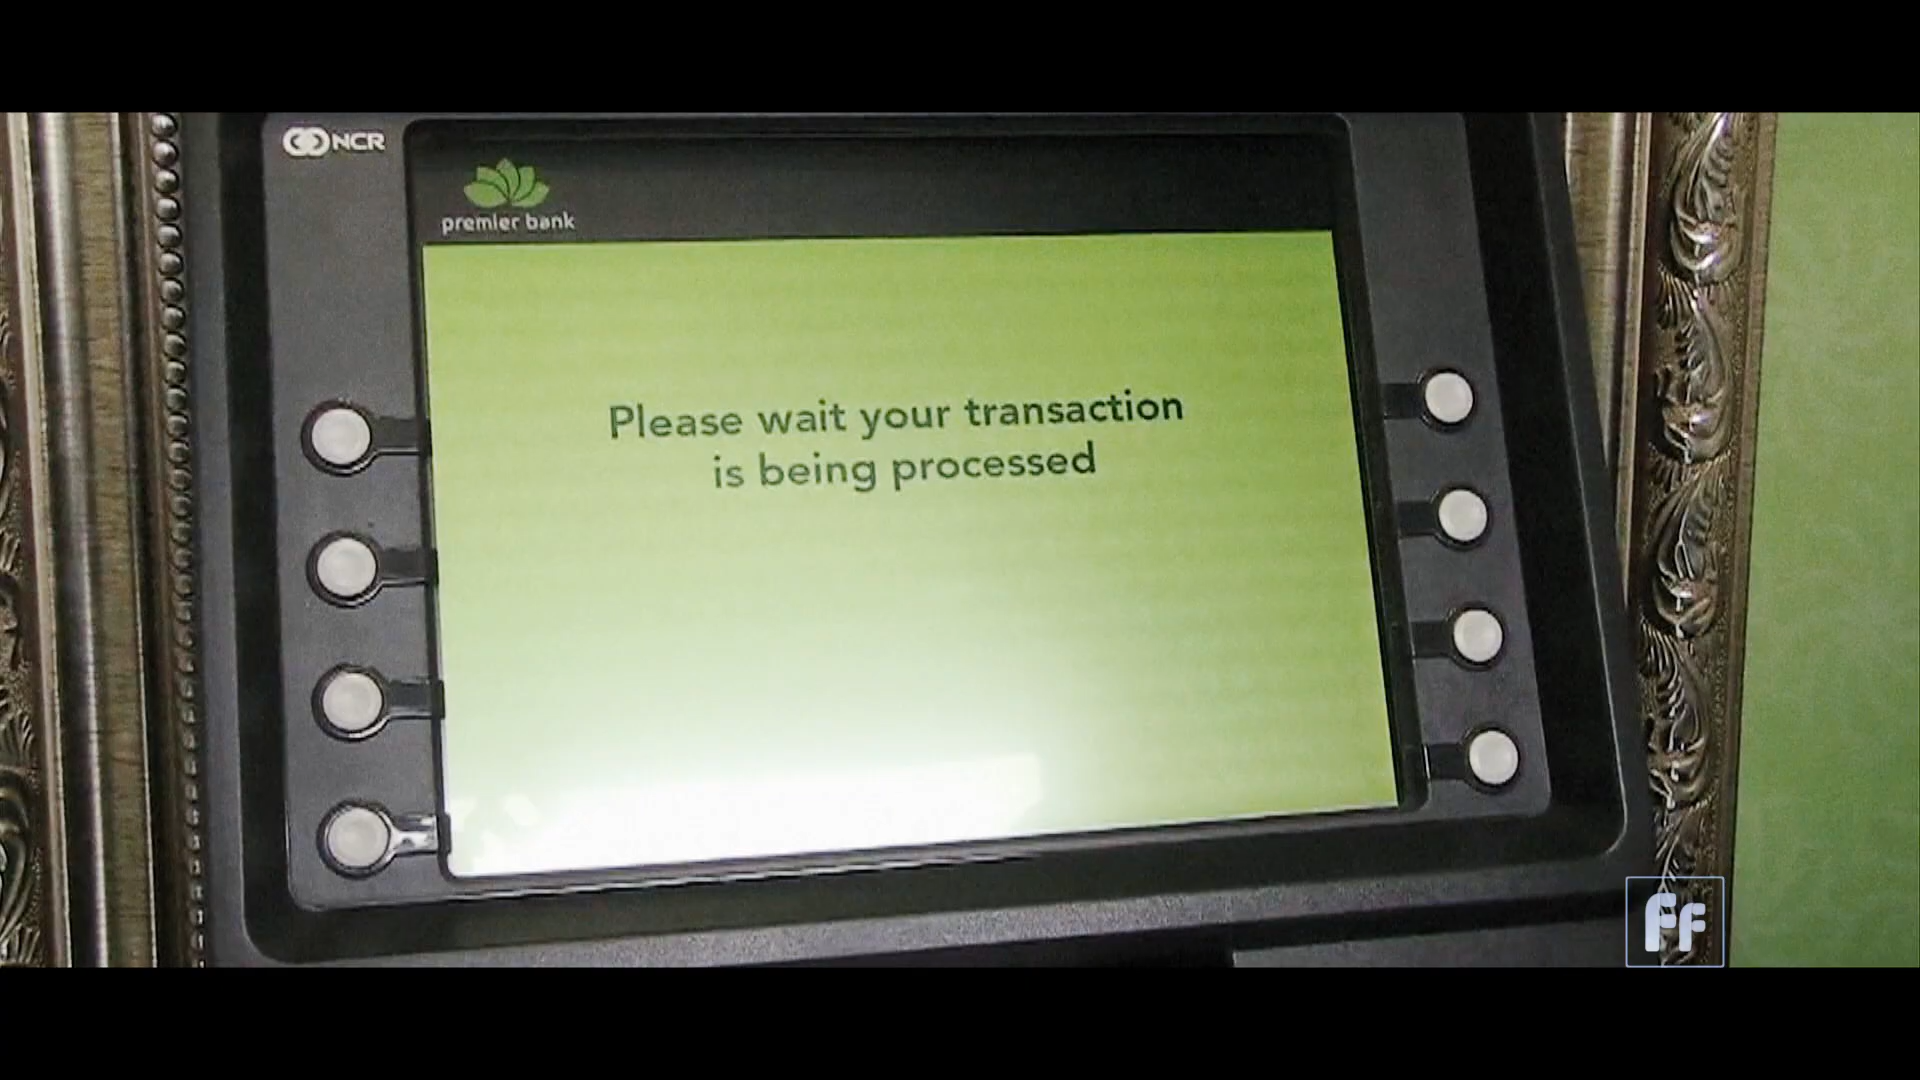 NCR
premier bank
Please wait your transaction
is being processed
ff